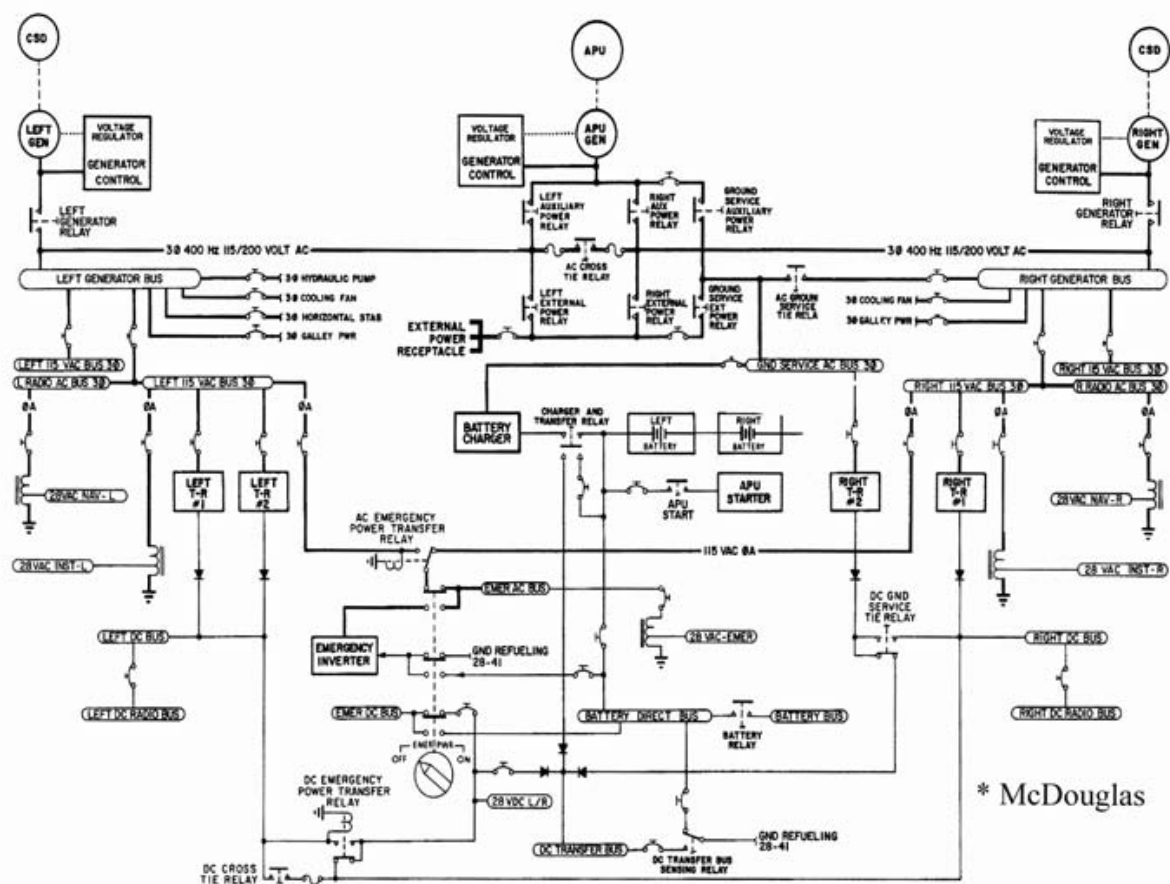 CSD
APU
CSD
LEFT
GEN
VOLTAGE
REGULATOR
GENERATOR
CONTROL
VOLTAGE
REGULATOR
GENERATOR
CONTROL
APU
GEN
VOLTAGE
REGULATOR
GENERATOR
CONTROL
RIGHT
GEN
LEFT
GENERATOR
RELAY
LEFT
AUXILIARY
POWER
RELAY
RIGHT
AUX
POWER
RELAY
GROUND
SERVICE
AUXILIARY
POWER
RELAY
RIGHT
GENERATOR
RELAY
3Ø 400 Hz 115/200 VOLT AC
AC CROSS
TIE RELAY
3Ø 400 Hz 115/200 VOLT AC
LEFT GENERATOR BUS
3Ø HYDRAULIC PUMP
3Ø COOLING FAN
3Ø HORIZONTAL STAB
3Ø GALLEY PWR
LEFT
EXTERNAL
POWER
RELAY
RIGHT
EXTERNAL
POWER
RELAY
GROUND
SERVICE
EXT POWER
RELAY
AC GROUN
SERVICE
TIE RELA
RIGHT GENERATOR BUS
3Ø COOLING FAN
3Ø GALLEY PWR
EXTERNAL
POWER
RECEPTACLE
LEFT 115 VAC BUS 3Ø
L RADIO AC BUS 3Ø
LEFT 115 VAC BUS 3Ø
GND SERVICE AC BUS 3Ø
RIGHT 115 VAC BUS 3Ø
RIGHT 115 VAC BUS 3Ø
R RADIO AC BUS 3Ø
ØA
ØA
ØA
ØA
ØA
ØA
BATTERY
CHARGER
CHARGER AND
TRANSFER RELAY
LEFT
BATTERY
RIGHT
BATTERY
LEFT
T-R
#1
LEFT
T-R
#2
APU
START
APU
STARTER
RIGHT
T-R
#2
RIGHT
T-R
#1
28VAC NAV-L
28VAC NAV-R
AC EMERGENCY
POWER TRANSFER
RELAY
115 VAC ØA
28 VAC INST-L
28 VAC INST-R
EMER AC BUS
EMERGENCY
INVERTER
GND REFUELING
28-41
28 VAC-EMER
DC GND
SERVICE
TIE RELAY
LEFT DC BUS
RIGHT DC BUS
LEFT DC RADIO BUS
EMER DC BUS
BATTERY DIRECT BUS
BATTERY BUS
BATTERY
RELAY
RIGHT DC RADIO BUS
EMER PWR
OFF
ON
DC EMERGENCY
POWER TRANSFER
RELAY
28 VDC L/R
* McDouglas
GND REFUELING
28-41
DC TRANSFER BUS
DC TRANSFER BUS
SENSING RELAY
DC CROSS
TIE RELAY